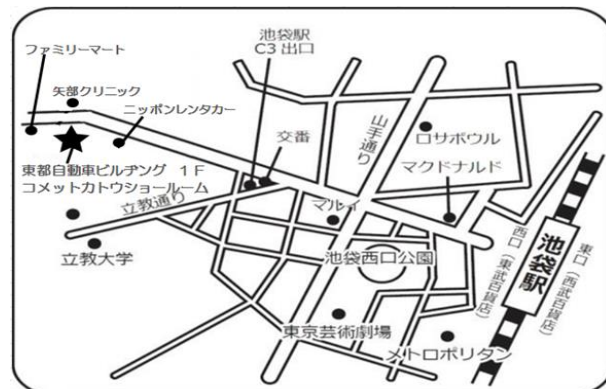 ファミリーマート
矢部クリニック
ニッポンレンタカー
東都自動車ビルヂング 1F
コメットカトウショールーム
池袋駅
C3出口
交番
山手通り
ロサボウル
マクドナルド
マルイ
立教通り
立教大学
池袋西口公園
東京芸術劇場
メトロポリタン
西口(東武百貨店)
池袋駅
東口(西武百貨店)